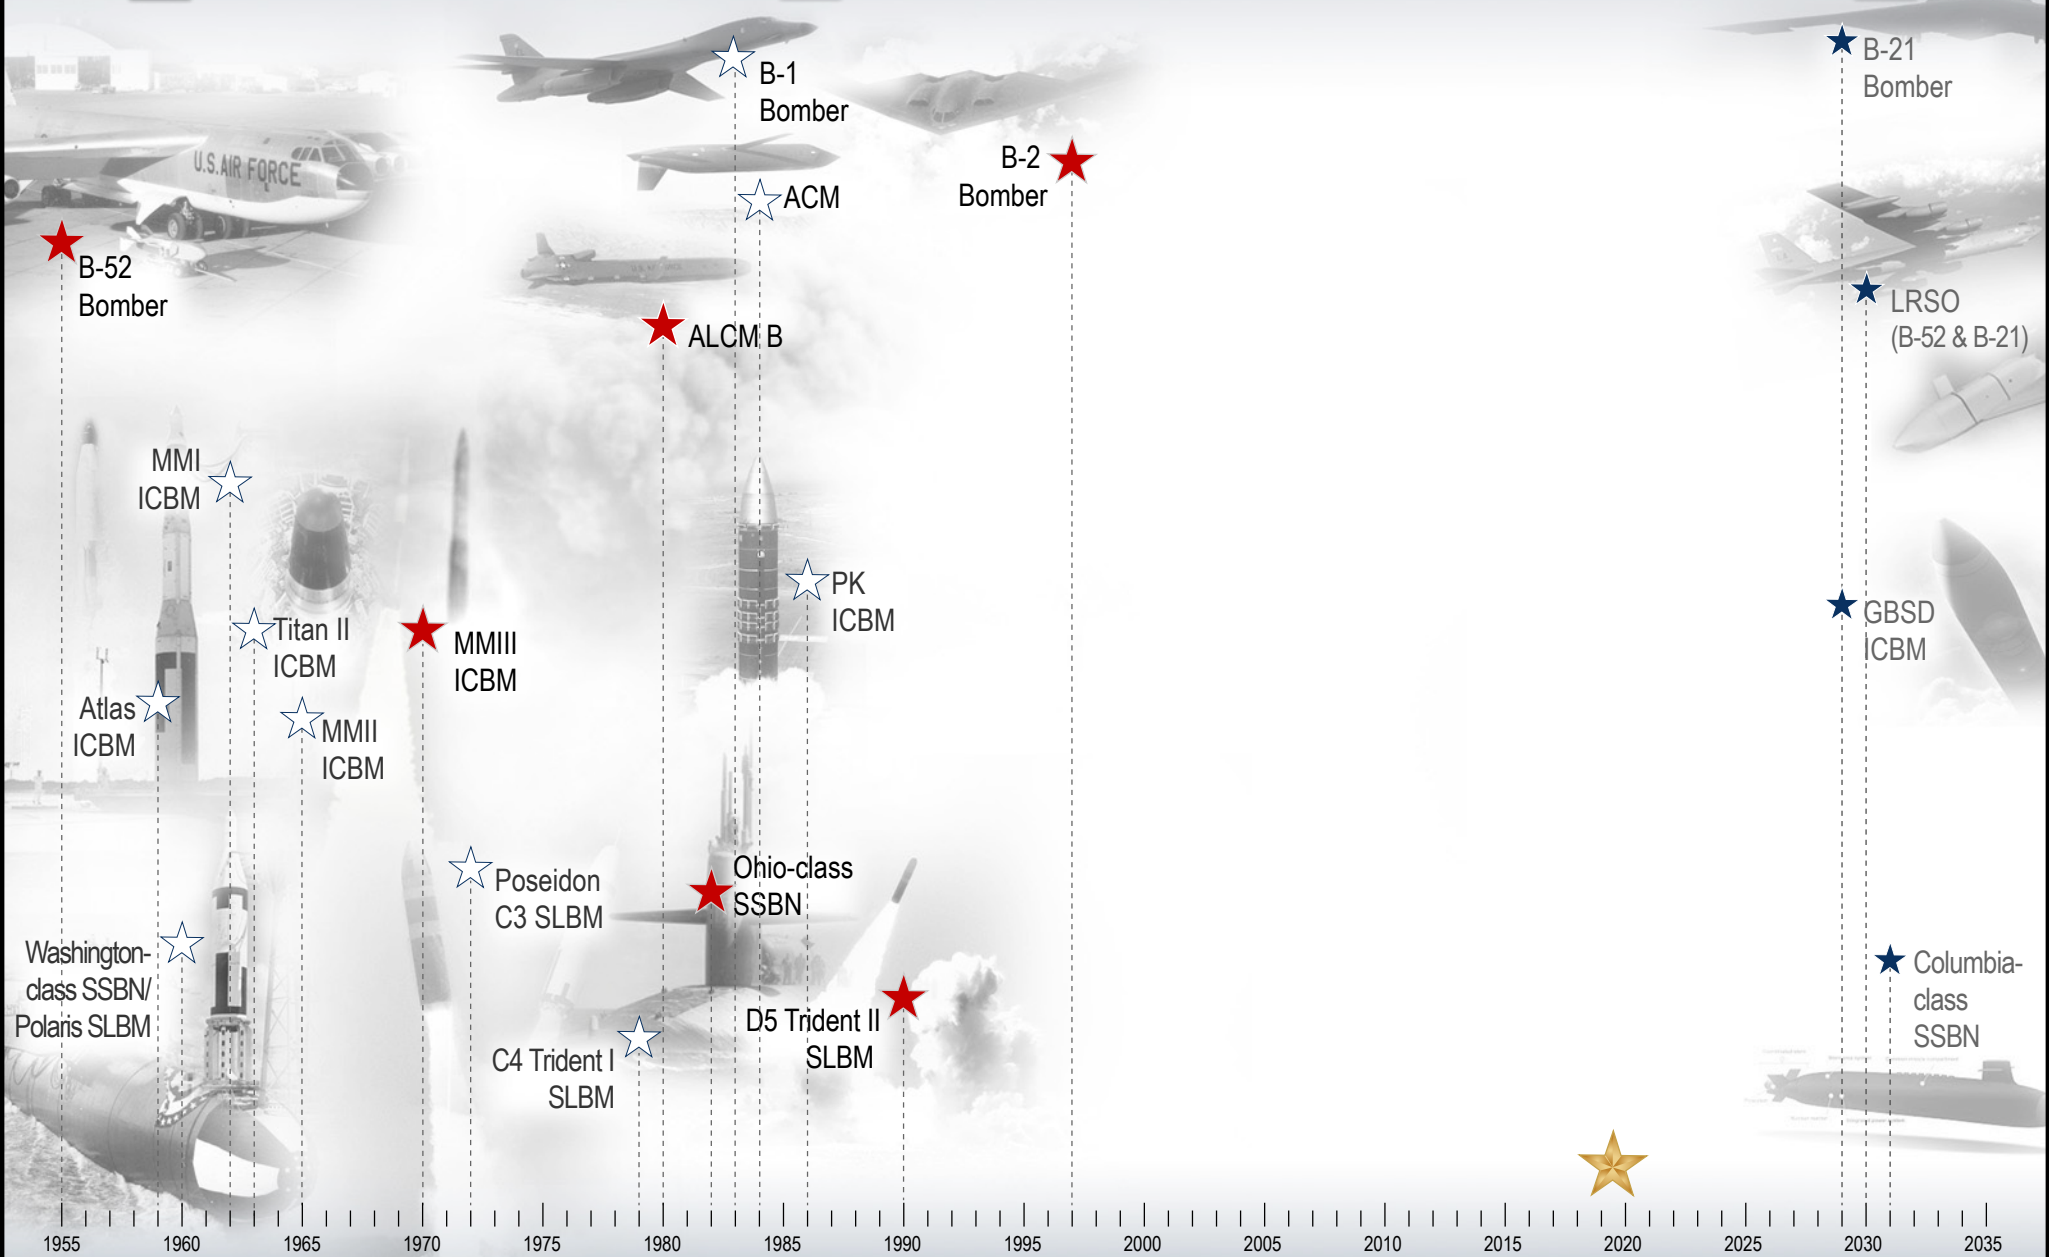 B-1
Bomber
B-21
Bomber
U.S. AIR FORCE
B-2
Bomber
ACM
B-52
Bomber
LRSO
(B-52 & B-21)
ALCM B
MMI
ICBM
PK
ICBM
Titan II
ICBM
MMIII
ICBM
GBSD
ICBM
Atlas
ICBM
MMII
ICBM
Poseidon
C3 SLBM
Ohio-class
SSBN
Washington-
class SSBN/
Polaris SLBM
Columbia-
class
SSBN
D5 Trident II
SLBM
C4 Trident I
SLBM
1955 1960 1965 1970 1975 1980 1985 1990 1995 2000 2005 2010 2015 2020 2025 2030 2035